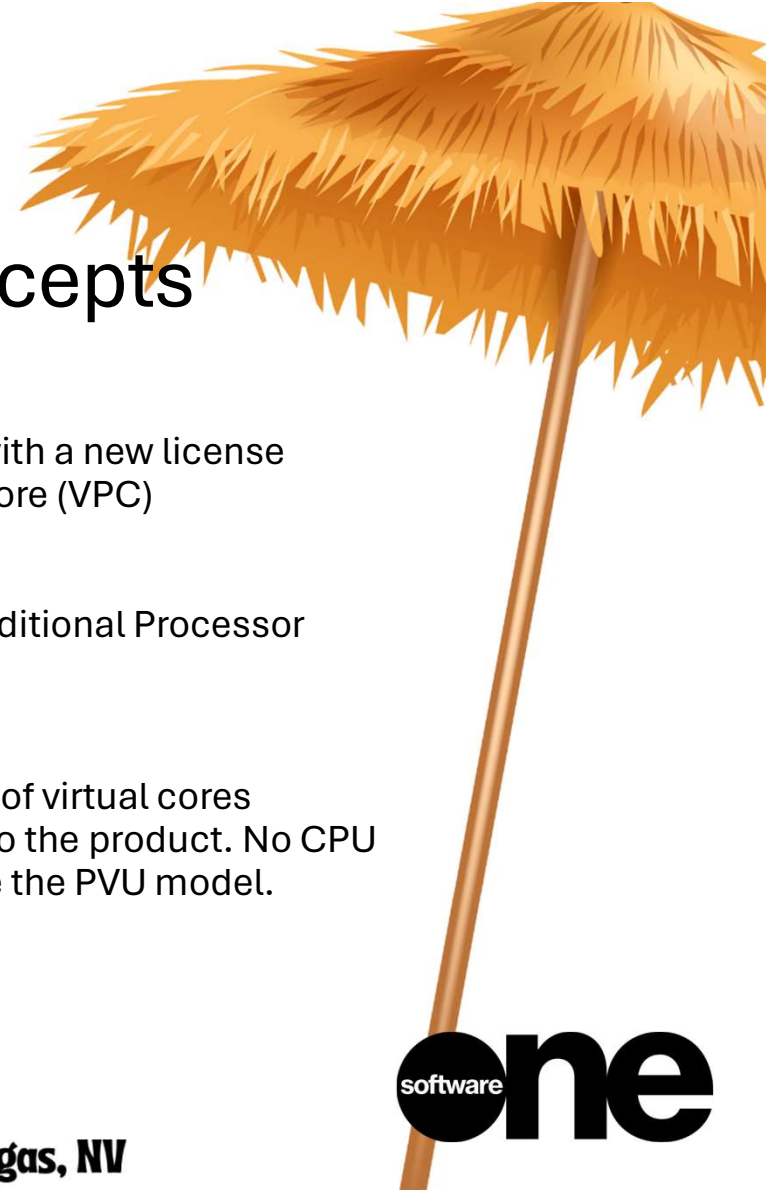 cepts
ith a new license
ore (VPC)
ditional Processor
of virtual cores
o the product. No CPU
e the PVU model.
software
one
gas, NV